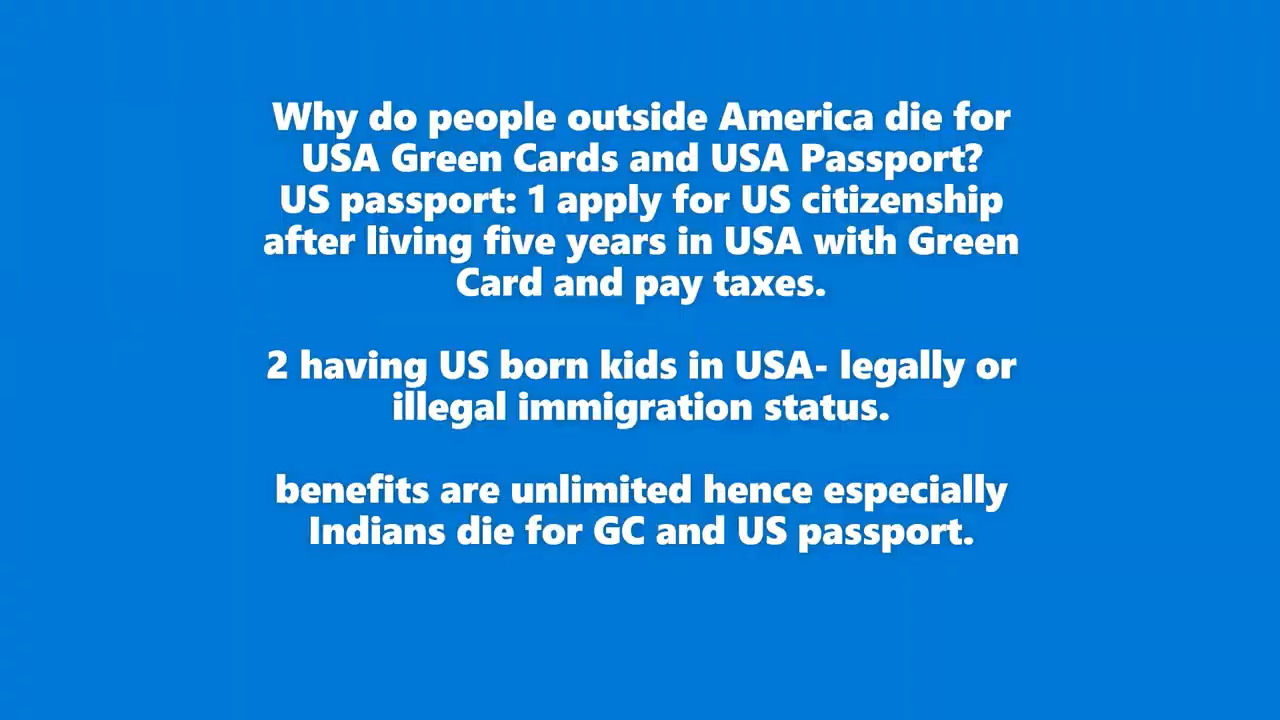 Why do people outside America die for
USA Green Cards and USA Passport?
US passport: 1 apply for US citizenship
after living five years in USA with Green
Card and pay taxes.
2 having US born kids in USA- legally or
illegal immigration status.
benefits are unlimited hence especially
Indians die for GC and US passport.